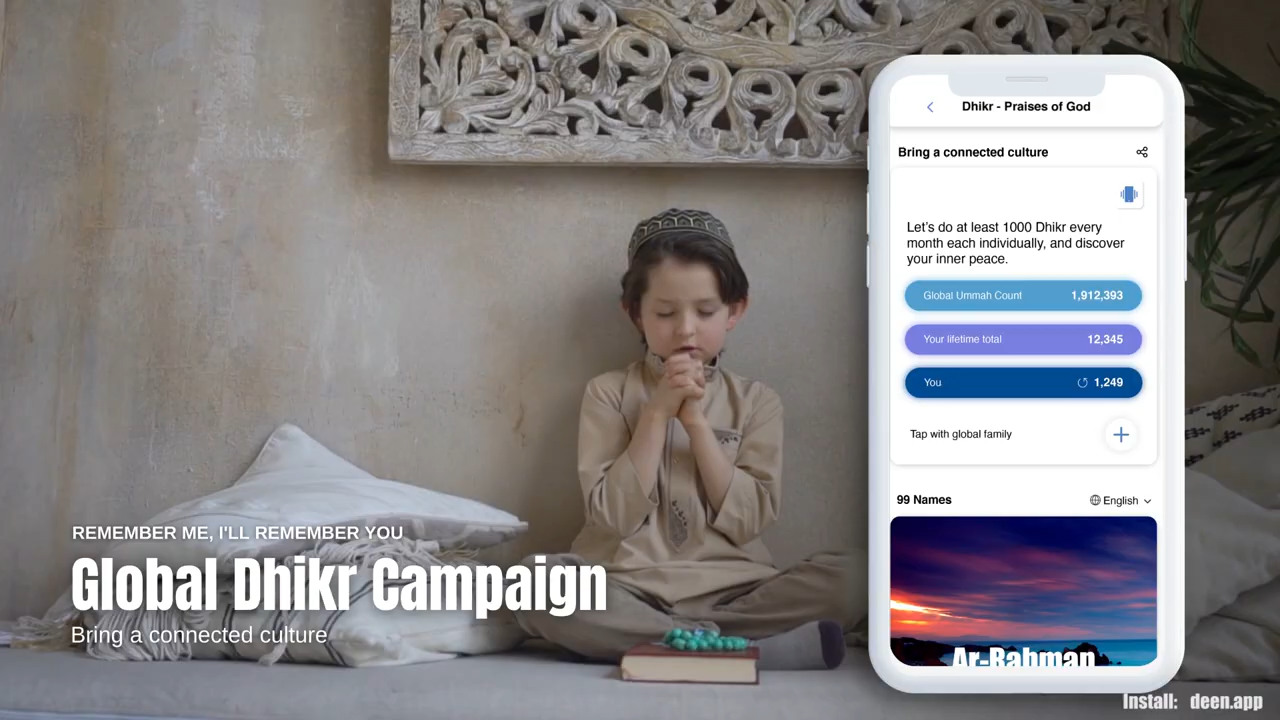 REMEMBER ME, I'LL REMEMBER YOU
Global Dhikr Campaign
Bring a connected culture
Dhikr - Praises of God
Bring a connected culture
Let's do at least 1000 Dhikr every
month each individually, and discover
your inner peace.
Global Ummah Count 1,912,393
Your lifetime total 12,345
You 1,249
Tap with global family
99 Names English
Ar-Rahman
Install: deen.app